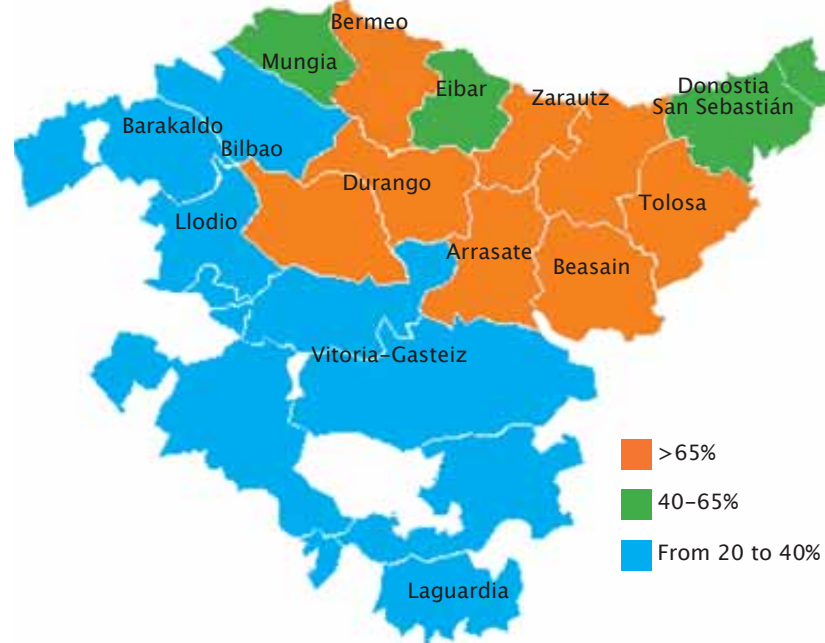 Bermeo
Mungia
Eibar
Zarautz
Donostia
San Sebastián
Barakaldo
Bilbao
Durango
Llodio
Tolosa
Arrasate
Beasain
Vitoria-Gasteiz
>65%
40-65%
From 20 to 40%
Laguardia